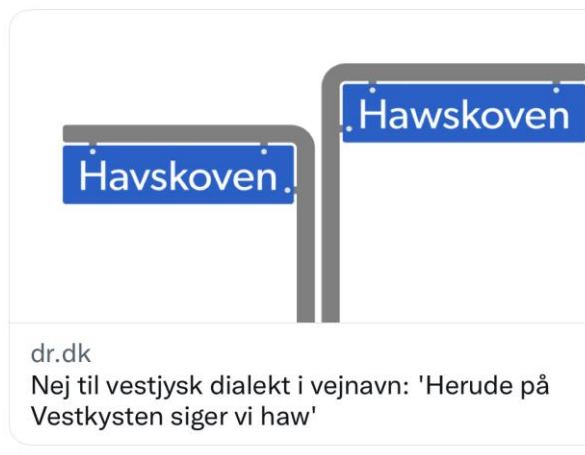 Havskoven
Hawskoven
dr.dk
Nej til vestjysk dialekt i vejnavn: 'Herude på
Vestkysten siger vi haw'